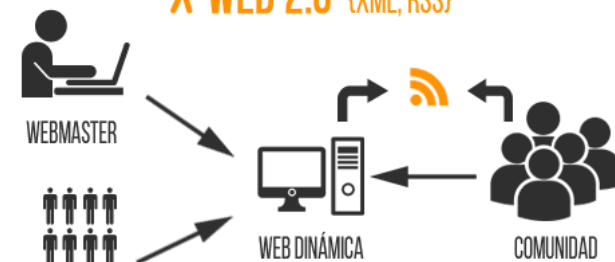 X WEB 2.0 (XML, RSS)
WEBMASTER
WEB DINÁMICA
COMUNIDAD